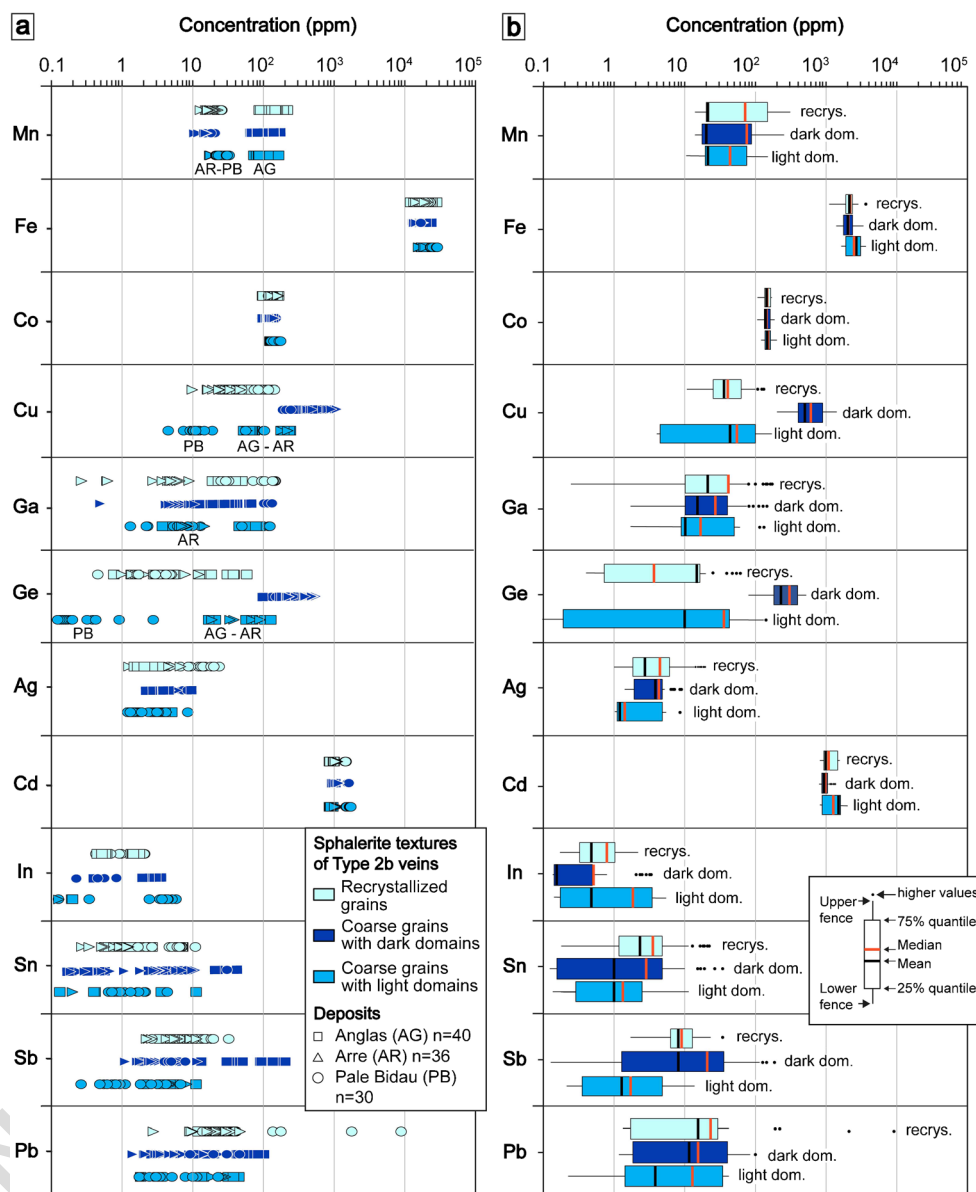 a
Concentration (ppm)
0.1 1 10 10² 10³ 10⁴ 10⁵
Mn
AR-PB AG
Fe
Co
Cu
PB AG - AR
Ga
AR
Ge
PB AG - AR
Ag
Cd
In
Sn
Sb
Pb
Sphalerite textures
of Type 2b veins
Recrystallized
grains
Coarse grains
with dark domains
Coarse grains
with light domains
Deposits
Anglas (AG) n=40
Arre (AR) n=36
Pale Bidau (PB)
n=30
b
Concentration (ppm)
0.1 1 10 10² 10³ 10⁴ 10⁵
Mn
recrys.
dark dom.
light dom.
Fe
recrys.
dark dom.
light dom.
Co
recrys.
dark dom.
light dom.
Cu
recrys.
dark dom.
light dom.
Ga
recrys.
dark dom.
light dom.
Ge
recrys.
dark dom.
light dom.
Ag
recrys.
dark dom.
light dom.
Cd
recrys.
dark dom.
light dom.
In
recrys.
dark dom.
light dom.
Sn
recrys.
dark dom.
light dom.
Sb
recrys.
dark dom.
light dom.
Pb
recrys.
dark dom.
light dom.
higher values
Upper
fence
75% quantile
Median
Mean
Lower
fence
25% quantile